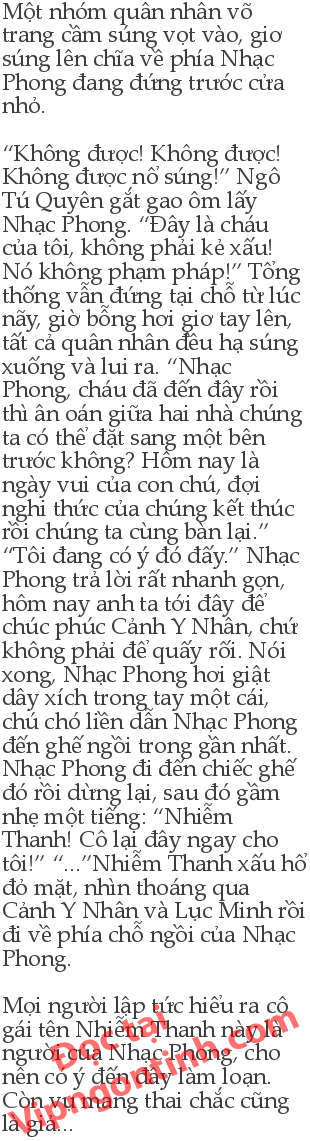 Một nhóm quân nhân võ
trang cầm súng vọt vào, giơ
súng lên chĩa về phía Nhạc
Phong đang đứng trước cửa
nhỏ.
“Không được! Không được!
Không được nổ súng!” Ngô
Tú Quyên gắt gao ôm lấy
Nhạc Phong. “Đây là cháu
của tôi, không phải kẻ xấu!
Nó không phạm pháp!” Tổng
thống vẫn đứng tại chỗ từ lúc
nãy, giờ bỗng hơi giơ tay lên,
tất cả quân nhân đều hạ súng
xuống và lui ra. “Nhạc
Phong, cháu đã đến đây rồi
thì ân oán giữa hai nhà chúng
ta có thể đặt sang một bên
trước không? Hôm nay là
ngày vui của con chú, đợi
nghi thức của chúng kết thúc
rồi chúng ta cùng bàn lại.”
“Tôi đang có ý đó đấy.” Nhạc
Phong trả lời rất nhanh gọn,
hôm nay anh ta tới đây để
chúc phúc Cảnh Y Nhân, chứ
không phải để quấy rối. Nói
xong, Nhạc Phong hơi giật
dây xích trong tay một cái,
chú chó liền dẫn Nhạc Phong
đến ghế ngồi trong gần nhất.
Nhạc Phong đi đến chiếc ghế
đó rồi dừng lại, sau đó gầm
nhẹ một tiếng: “Nhiễm
Thanh! Cô lại đây ngay cho
tôi!” “...”Nhiễm Thanh xấu hổ
đỏ mặt, nhìn thoáng qua
Cảnh Y Nhân và Lục Minh rồi
đi về phía chỗ ngồi của Nhạc
Phong.
Mọi người lập tức hiểu ra cô
gái tên Nhiễm Thanh này là
người của Nhạc Phong, cho
nên cố ý đến đây làm loạn.
Còn vụ mang thai chắc cũng
là giả...
Đọc tại
Vipngontinh.com